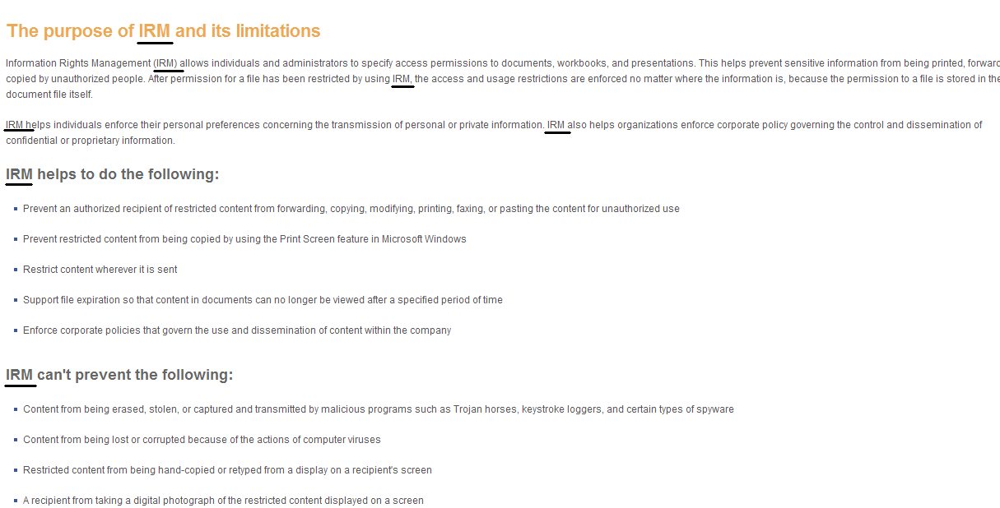 The purpose of IRM and its limitations
Information Rights Management (IRM) allows individuals and administrators to specify access permissions to documents, workbooks, and presentations. This helps prevent sensitive information from being printed, forward
copied by unauthorized people. After permission for a file has been restricted by using IRM, the access and usage restrictions are enforced no matter where the information is, because the permission to a file is stored in the
document file itself.
IRM helps individuals enforce their personal preferences concerning the transmission of personal or private information. IRM also helps organizations enforce corporate policy governing the control and dissemination of
confidential or proprietary information.
IRM helps to do the following:
Prevent an authorized recipient of restricted content from forwarding, copying, modifying, printing, faxing, or pasting the content for unauthorized use
Prevent restricted content from being copied by using the Print Screen feature in Microsoft Windows
Restrict content wherever it is sent
Support file expiration so that content in documents can no longer be viewed after a specified period of time
Enforce corporate policies that govern the use and dissemination of content within the company
IRM can't prevent the following:
Content from being erased, stolen, or captured and transmitted by malicious programs such as Trojan horses, keystroke loggers, and certain types of spyware
Content from being lost or corrupted because of the actions of computer viruses
Restricted content from being hand-copied or retyped from a display on a recipient's screen
A recipient from taking a digital photograph of the restricted content displayed on a screen